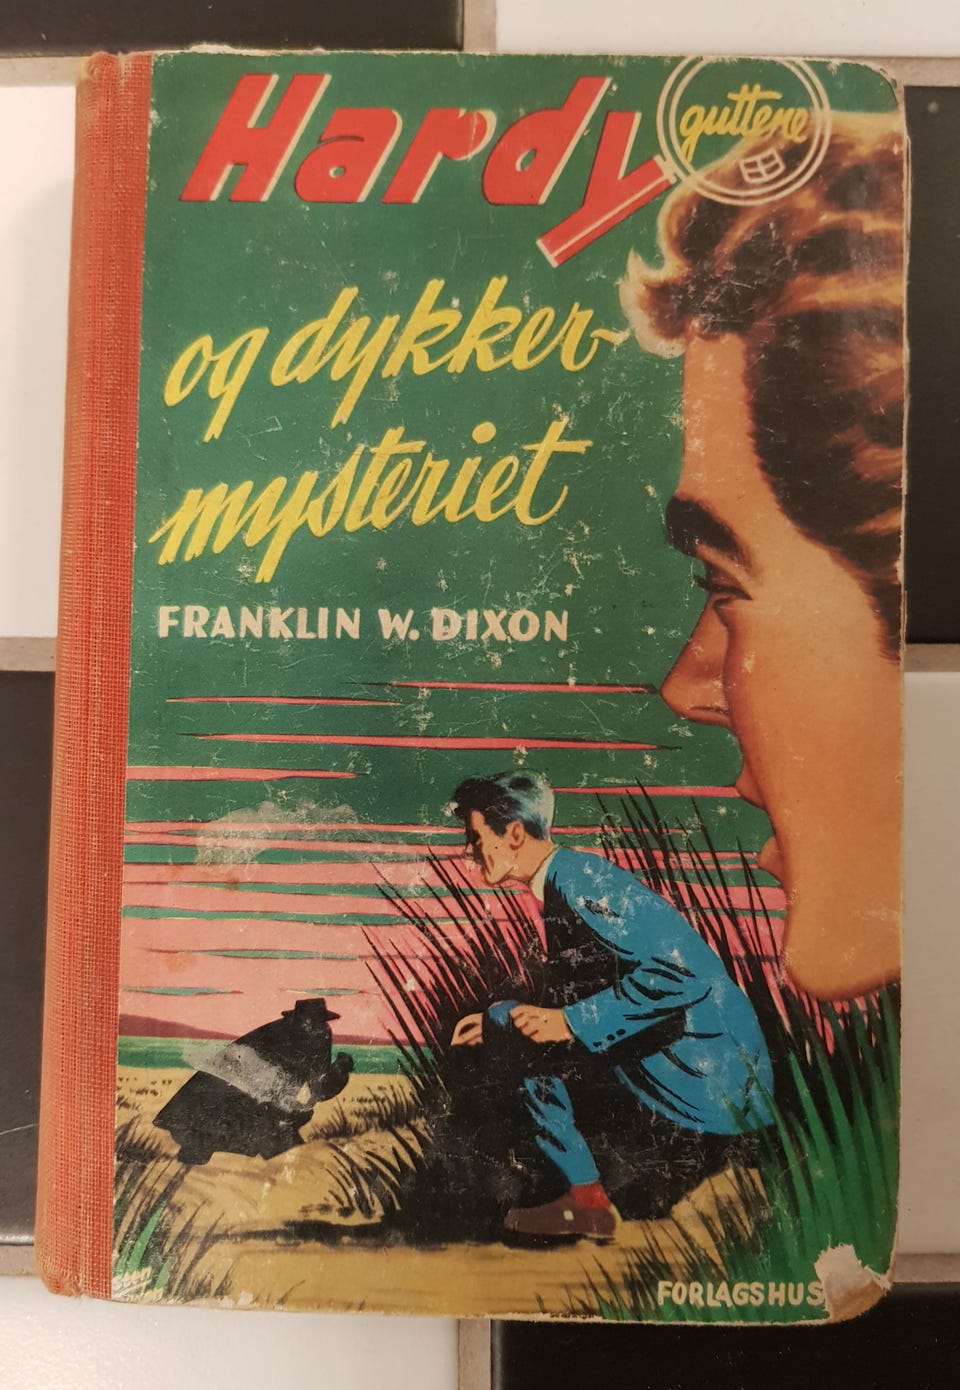 Hardy
guttene
og dykker-
mysteriet
FRANKLIN W. DIXON
FORLAGSHUS